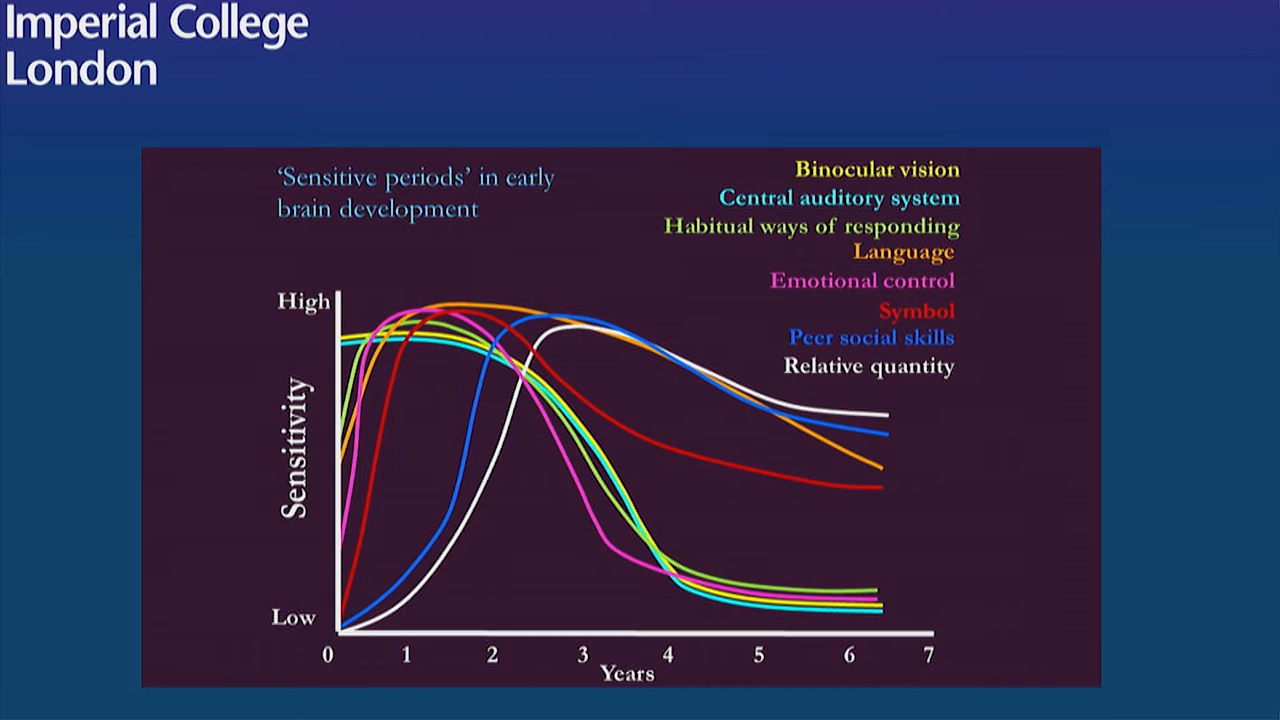 Imperial College
London
‘Sensitive periods’ in early
brain development
Binocular vision
Central auditory system
Habitual ways of responding
Language
Emotional control
Symbol
Peer social skills
Relative quantity
High
Sensitivity
Low
0 1 2 3 4 5 6 7
Years